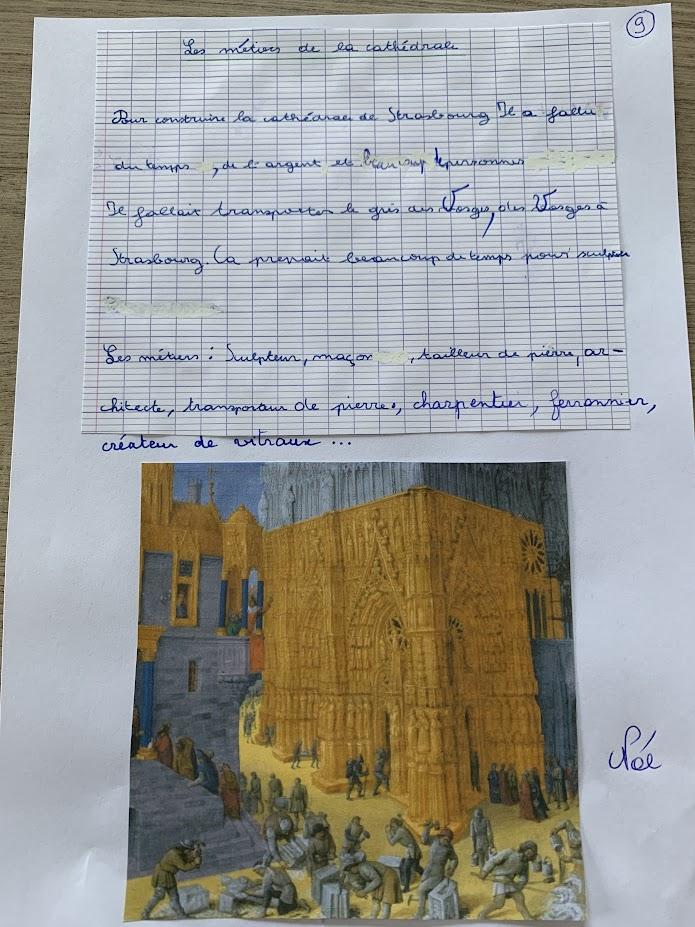 9
Les métiers de la cathédrale
Pour construire la cathédrale de Strasbourg Il a fallu
du temps, de l'argent et beaucoup de personnes
Il fallait transporter le grès des Vosges, des Vosges à
Strasbourg. Ca prenait beaucoup de temps pour sculpter
Les métiers : Sculpteur, maçon, tailleur de pierre, ar-
chitecte, transporteur de pierres, charpentier, ferronnier,
créateur de vitraux ...
Noé